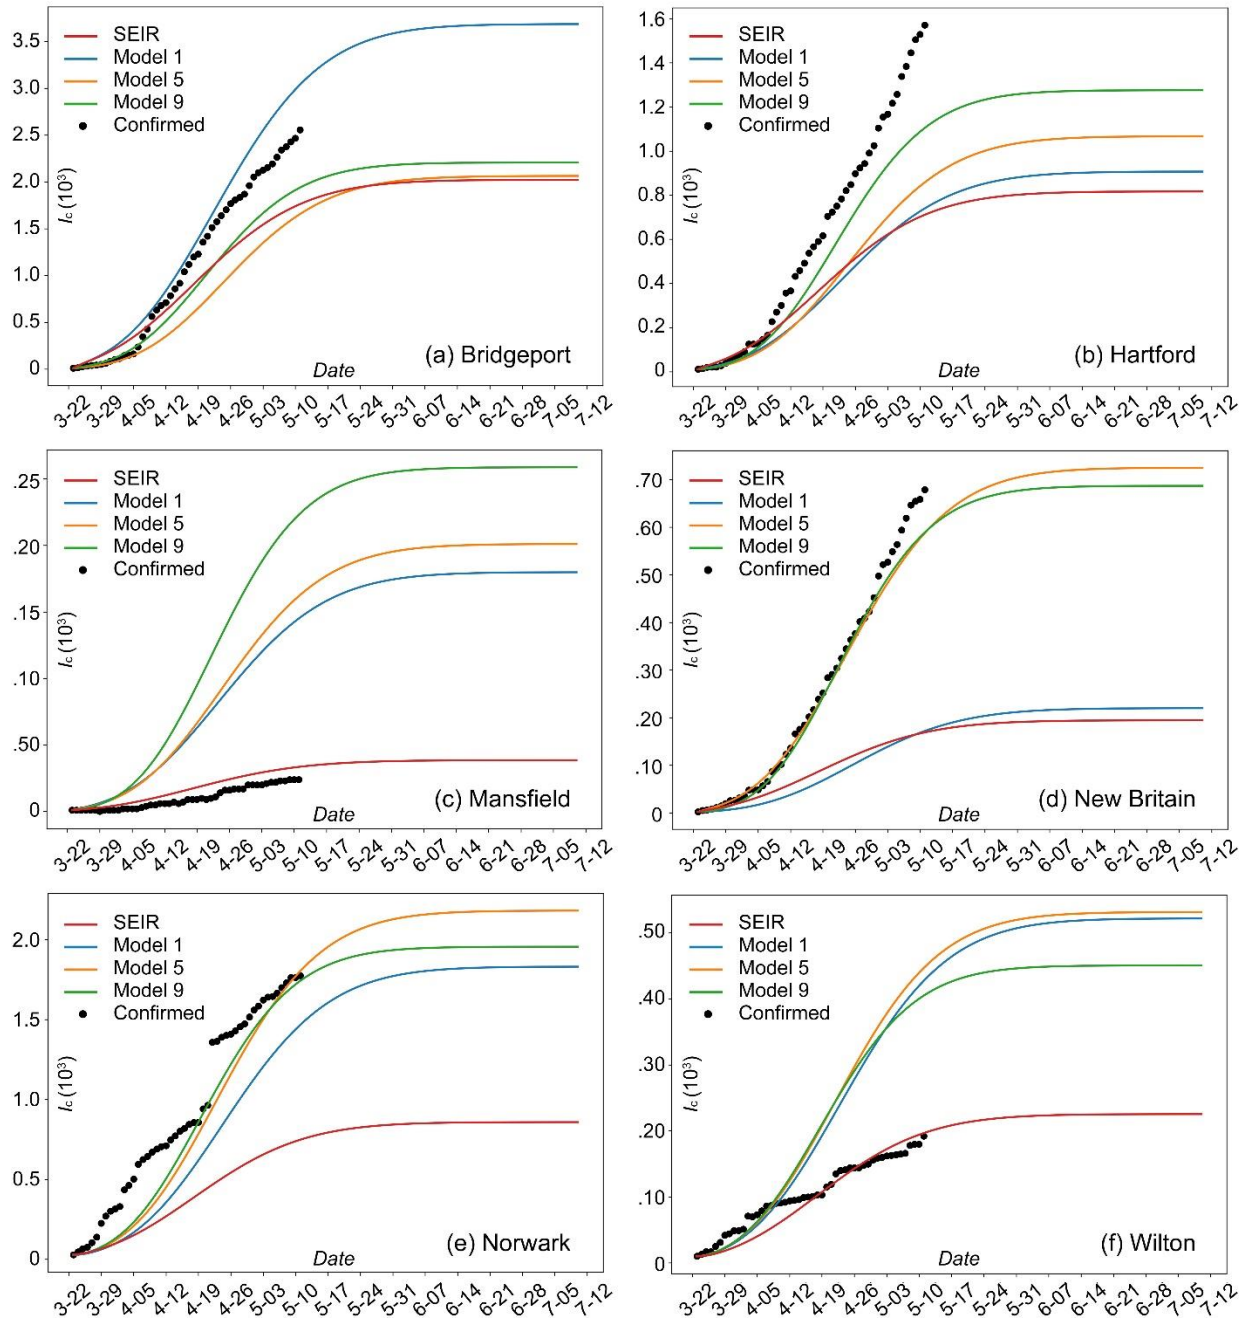 3.5
3.0
2.5
2.0
1.5
1.0
0.5
0
I_c (10³)
SEIR
Model 1
Model 5
Model 9
Confirmed
Date
(a) Bridgeport
3-22 3-29 4-05 4-12 4-19 4-26 5-03 5-10 5-17 5-24 5-31 6-07 6-14 6-21 6-28 7-05 7-12
1.6
1.4
1.2
1.0
0.8
0.6
0.4
0.2
0
I_c (10³)
SEIR
Model 1
Model 5
Model 9
Confirmed
Date
(b) Hartford
3-22 3-29 4-05 4-12 4-19 4-26 5-03 5-10 5-17 5-24 5-31 6-07 6-14 6-21 6-28 7-05 7-12
.25
.20
.15
.10
.50
0
I_c (10³)
SEIR
Model 1
Model 5
Model 9
Confirmed
Date
(c) Mansfield
3-22 3-29 4-05 4-12 4-19 4-26 5-03 5-10 5-17 5-24 5-31 6-07 6-14 6-21 6-28 7-05 7-12
.70
.60
.50
.40
.30
.20
.10
0
I_c (10³)
SEIR
Model 1
Model 5
Model 9
Confirmed
Date
(d) New Britain
3-22 3-29 4-05 4-12 4-19 4-26 5-03 5-10 5-17 5-24 5-31 6-07 6-14 6-21 6-28 7-05 7-12
2.0
1.5
1.0
0.5
0
I_c (10³)
SEIR
Model 1
Model 5
Model 9
Confirmed
Date
(e) Norwark
3-22 3-29 4-05 4-12 4-19 4-26 5-03 5-10 5-17 5-24 5-31 6-07 6-14 6-21 6-28 7-05 7-12
.50
.40
.30
.20
.10
0
I_c (10³)
SEIR
Model 1
Model 5
Model 9
Confirmed
Date
(f) Wilton
3-22 3-29 4-05 4-12 4-19 4-26 5-03 5-10 5-17 5-24 5-31 6-07 6-14 6-21 6-28 7-05 7-12